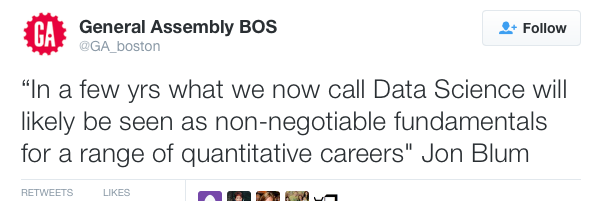 GA
General Assembly BOS
@GA_boston
Follow
“In a few yrs what we now call Data Science will
likely be seen as non-negotiable fundamentals
for a range of quantitative careers" Jon Blum
RETWEETS LIKES